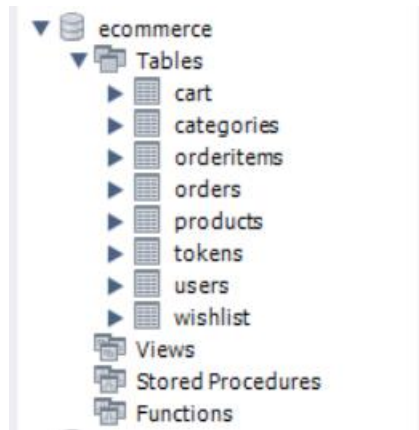 ecommerce
Tables
cart
categories
orderitems
orders
products
tokens
users
wishlist
Views
Stored Procedures
Functions